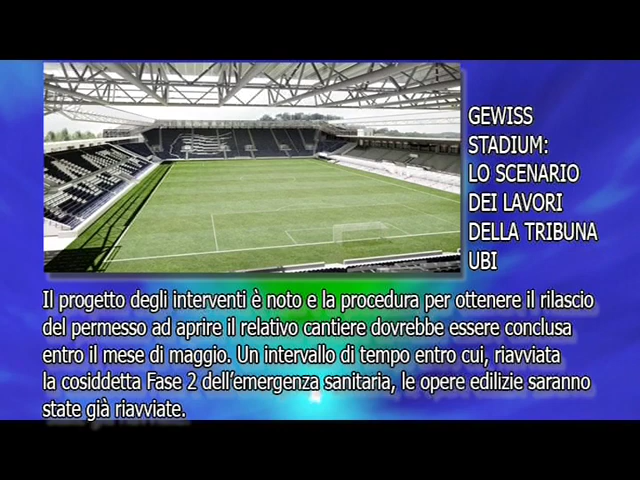 GEWISS
STADIUM:
LO SCENARIO
DEI LAVORI
DELLA TRIBUNA
UBI
Il progetto degli interventi è noto e la procedura per ottenere il rilascio
del permesso ad aprire il relativo cantiere dovrebbe essere conclusa
entro il mese di maggio. Un intervallo di tempo entro cui, riavviata
la cosiddetta Fase 2 dell'emergenza sanitaria, le opere edilizie saranno
state già riavviate.